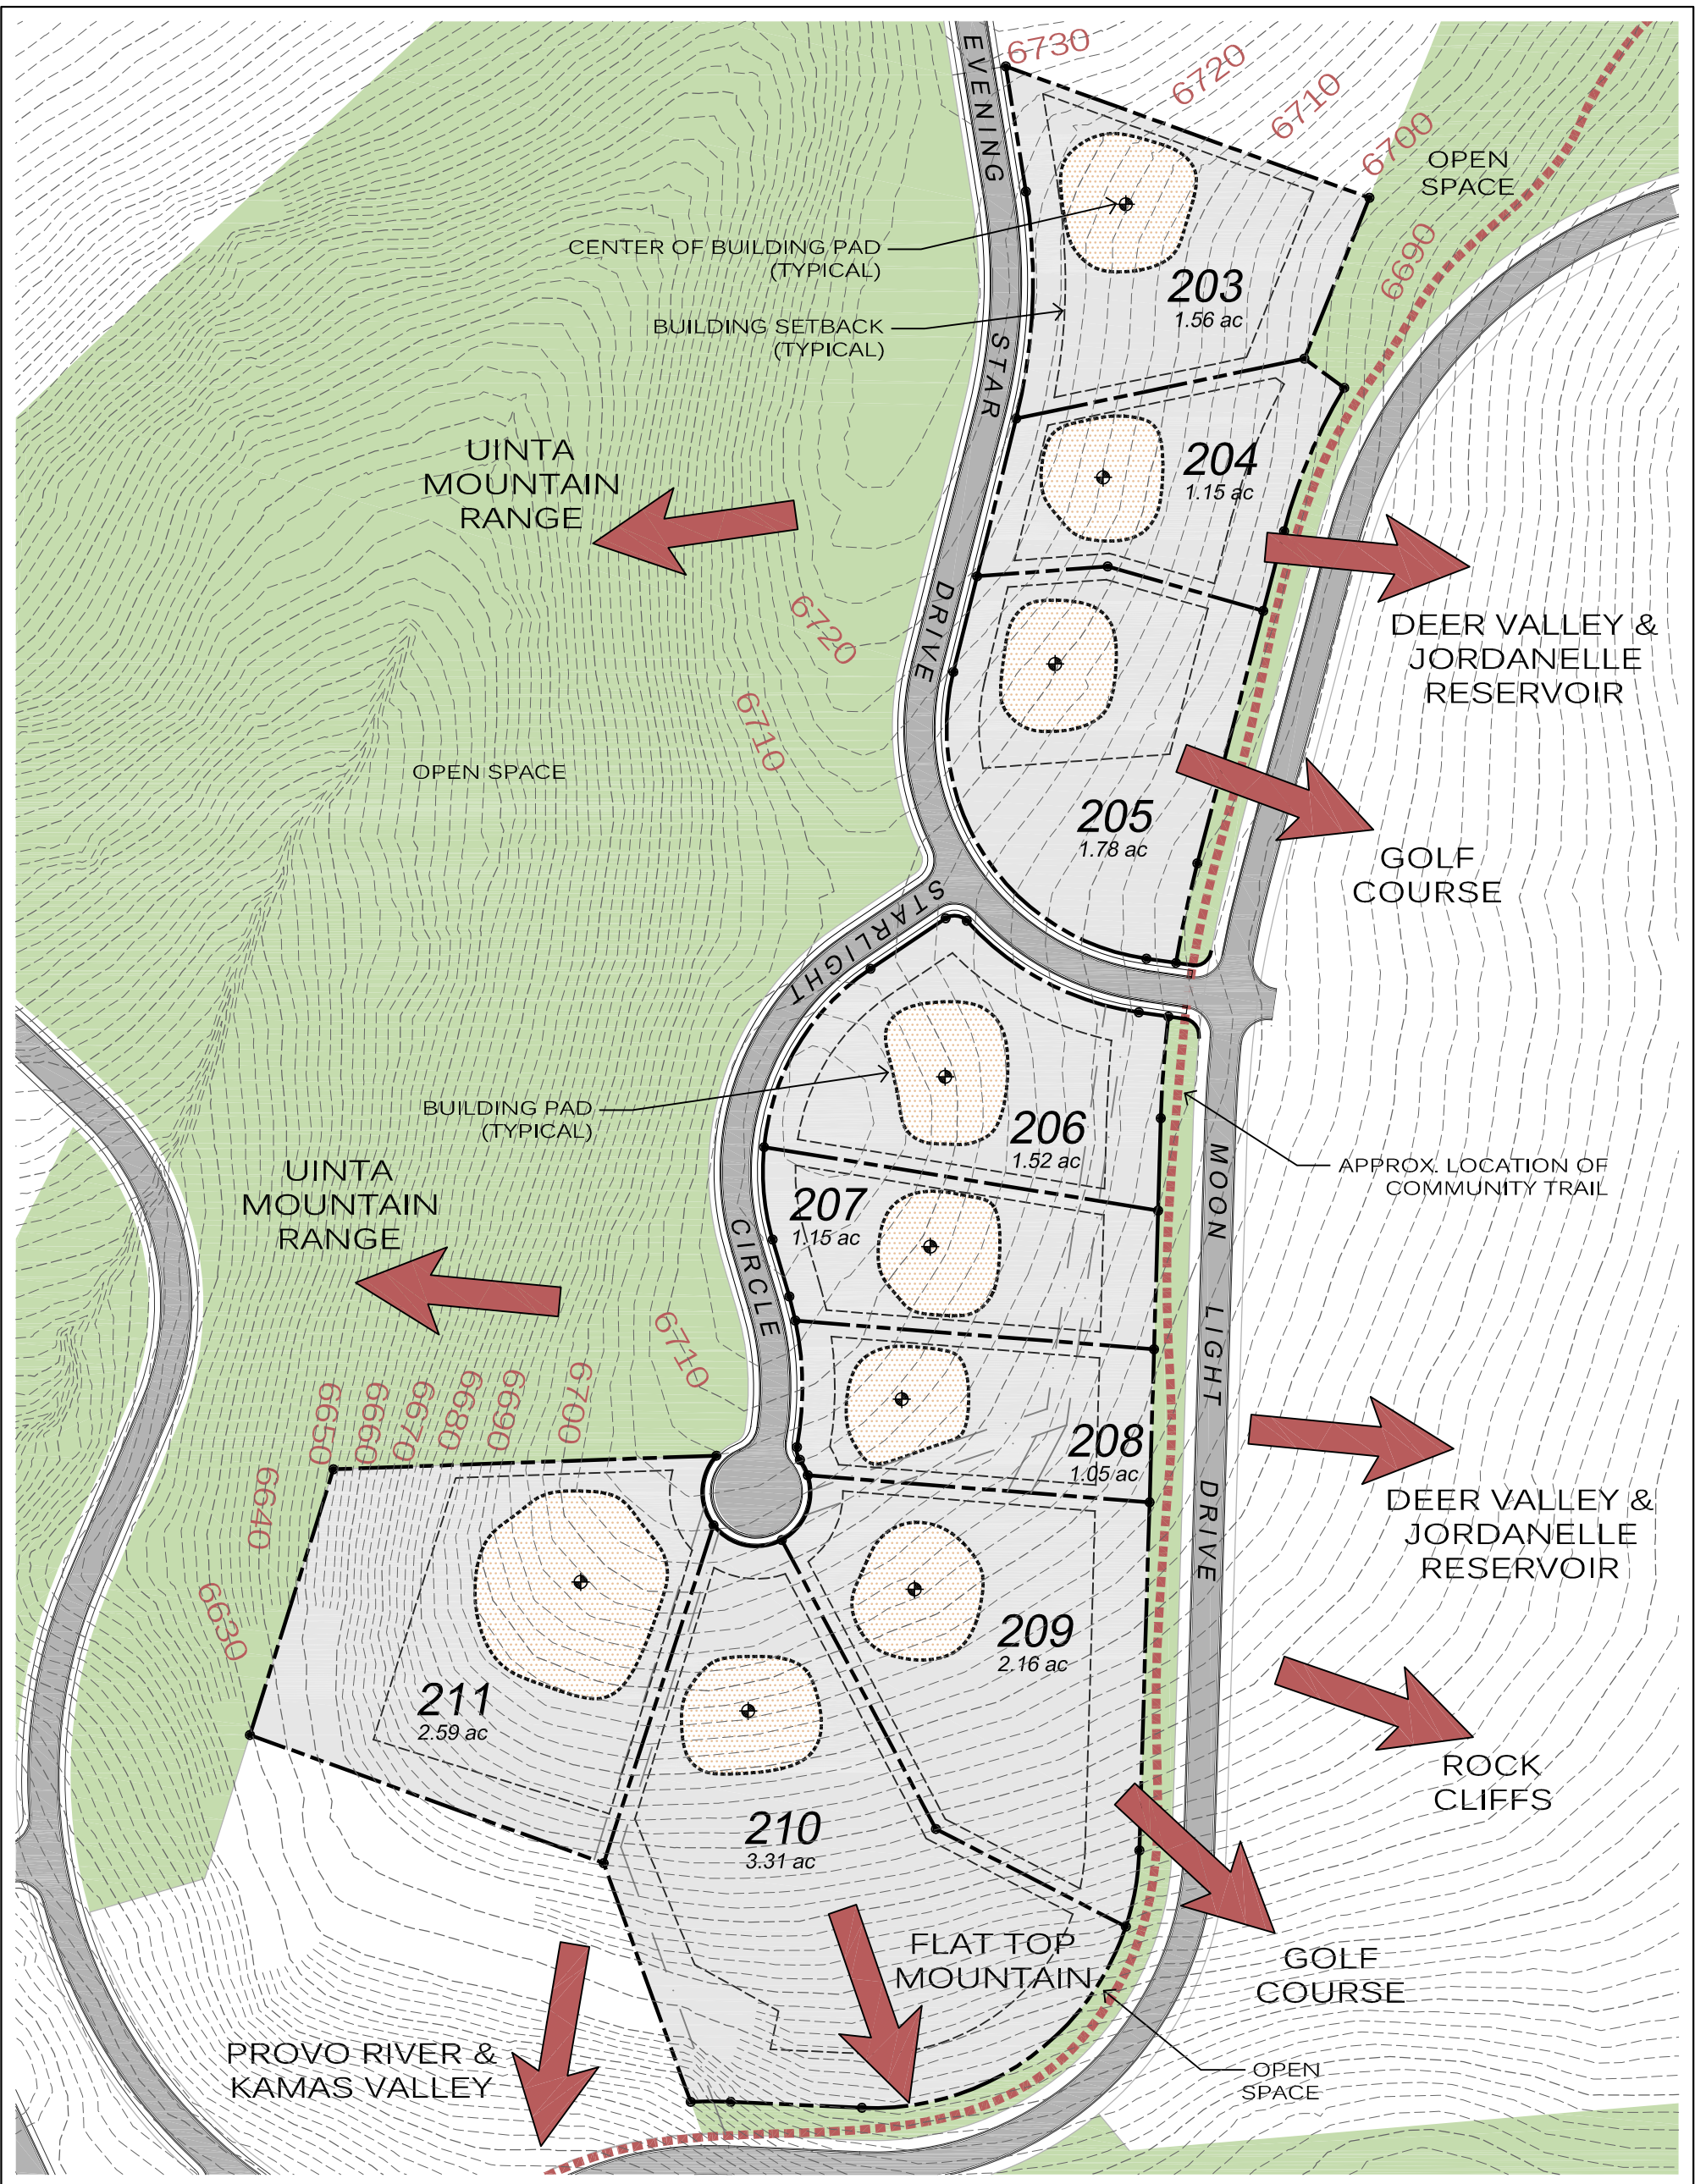 6730
6720
6710
6700
OPEN
SPACE
6690
EVENING STAR DRIVE
CENTER OF BUILDING PAD
(TYPICAL)
203
1.56 ac
BUILDING SETBACK
(TYPICAL)
UINTA
MOUNTAIN
RANGE
204
1.15 ac
6720
DEER VALLEY &
JORDANELLE
RESERVOIR
6710
OPEN SPACE
205
1.78 ac
GOLF
COURSE
STARLIGHT CIRCLE
BUILDING PAD
(TYPICAL)
206
1.52 ac
MOON LIGHT DRIVE
APPROX. LOCATION OF
COMMUNITY TRAIL
UINTA
MOUNTAIN
RANGE
207
1.15 ac
6710
6700
6690
6680
6670
6660
6650
6640
6630
208
1.05 ac
DEER VALLEY &
JORDANELLE
RESERVOIR
209
2.16 ac
211
2.59 ac
ROCK
CLIFFS
210
3.31 ac
FLAT TOP
MOUNTAIN
GOLF
COURSE
PROVO RIVER &
KAMAS VALLEY
OPEN
SPACE